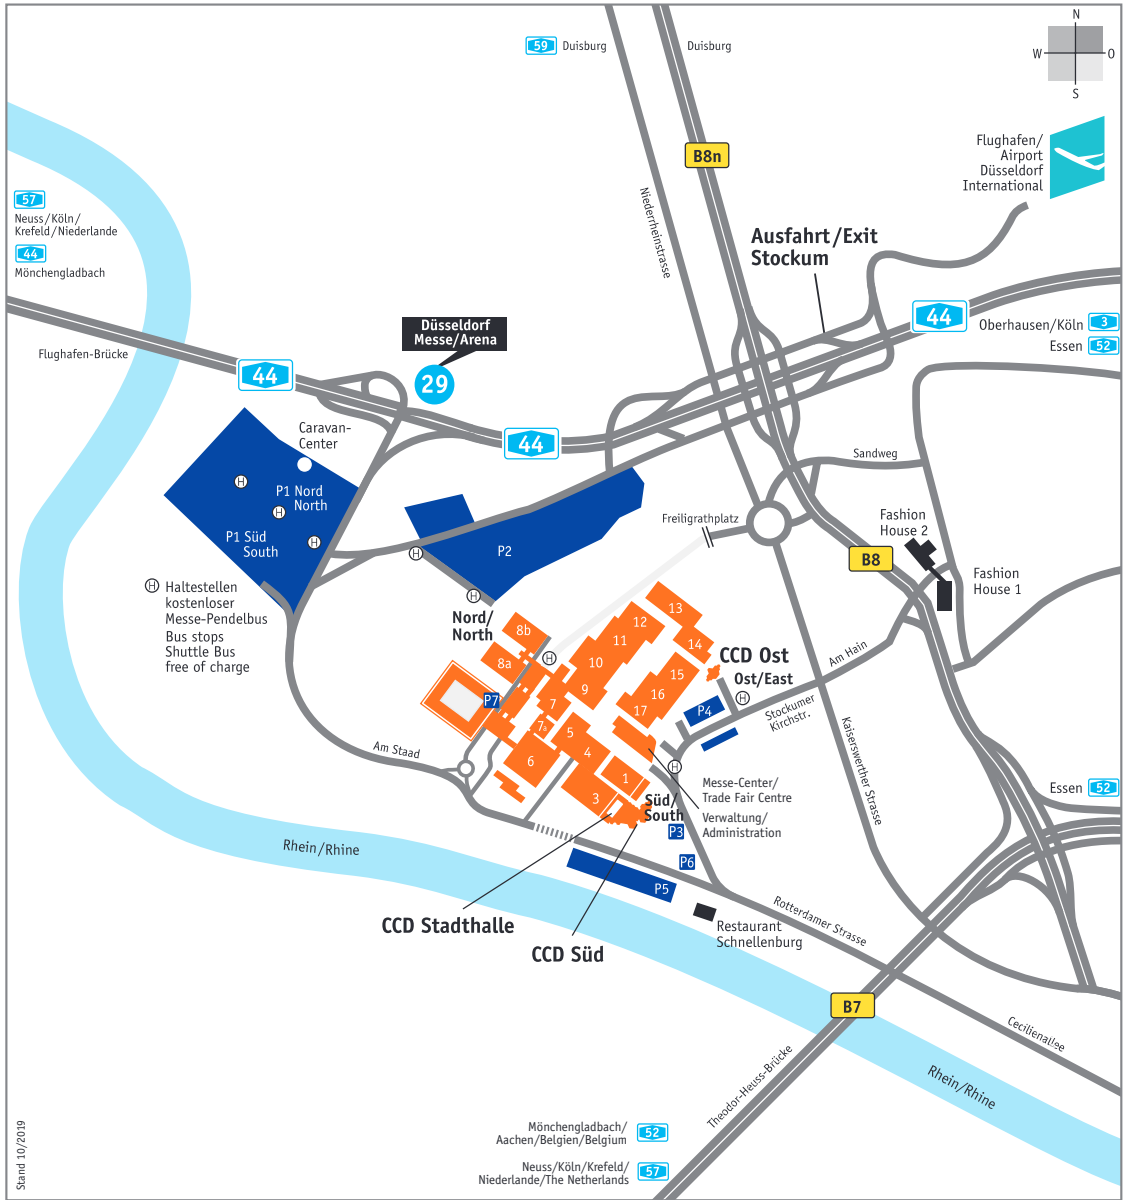 N
W
O
S
59 Duisburg
Duisburg
B8n
Flughafen/
Airport
Düsseldorf
International
57
Neuss/Köln/
Krefeld/Niederlande
44
Mönchengladbach
Niederrheinstrasse
Ausfahrt/Exit
Stockum
44
Oberhausen/Köln 3
Essen 52
Düsseldorf
Messe/Arena
29
Flughafen-Brücke
44
44
Caravan-
Center
H
P1 Nord
North
H
P1 Süd
South
H
Sandweg
Freiligrathplatz
Fashion
House 2
B8
Fashion
House 1
P2
H
H
H Haltestellen
kostenloser
Messe-Pendelbus
Bus stops
Shuttle Bus
free of charge
Nord/
North
8b
8a
H
13
12
11
14
10
9
15
16
17
CCD Ost
Ost/East
H
Am Hain
P7
7
7a
5
4
6
P4
Stockumer
Kirchstr.
Kaiserswerther Strasse
Am Staad
H
1
3
Süd/
South
Messe-Center/
Trade Fair Centre
Verwaltung/
Administration
P3
P6
P5
Essen 52
Rhein/Rhine
CCD Stadthalle
CCD Süd
Restaurant
Schnellenburg
Rotterdamer Strasse
B7
Cecilienallee
Theodor-Heuss-Brücke
Rhein/Rhine
Mönchengladbach/
Aachen/Belgien/Belgium 52
Neuss/Köln/Krefeld/
Niederlande/The Netherlands 57
Stand 10/2019